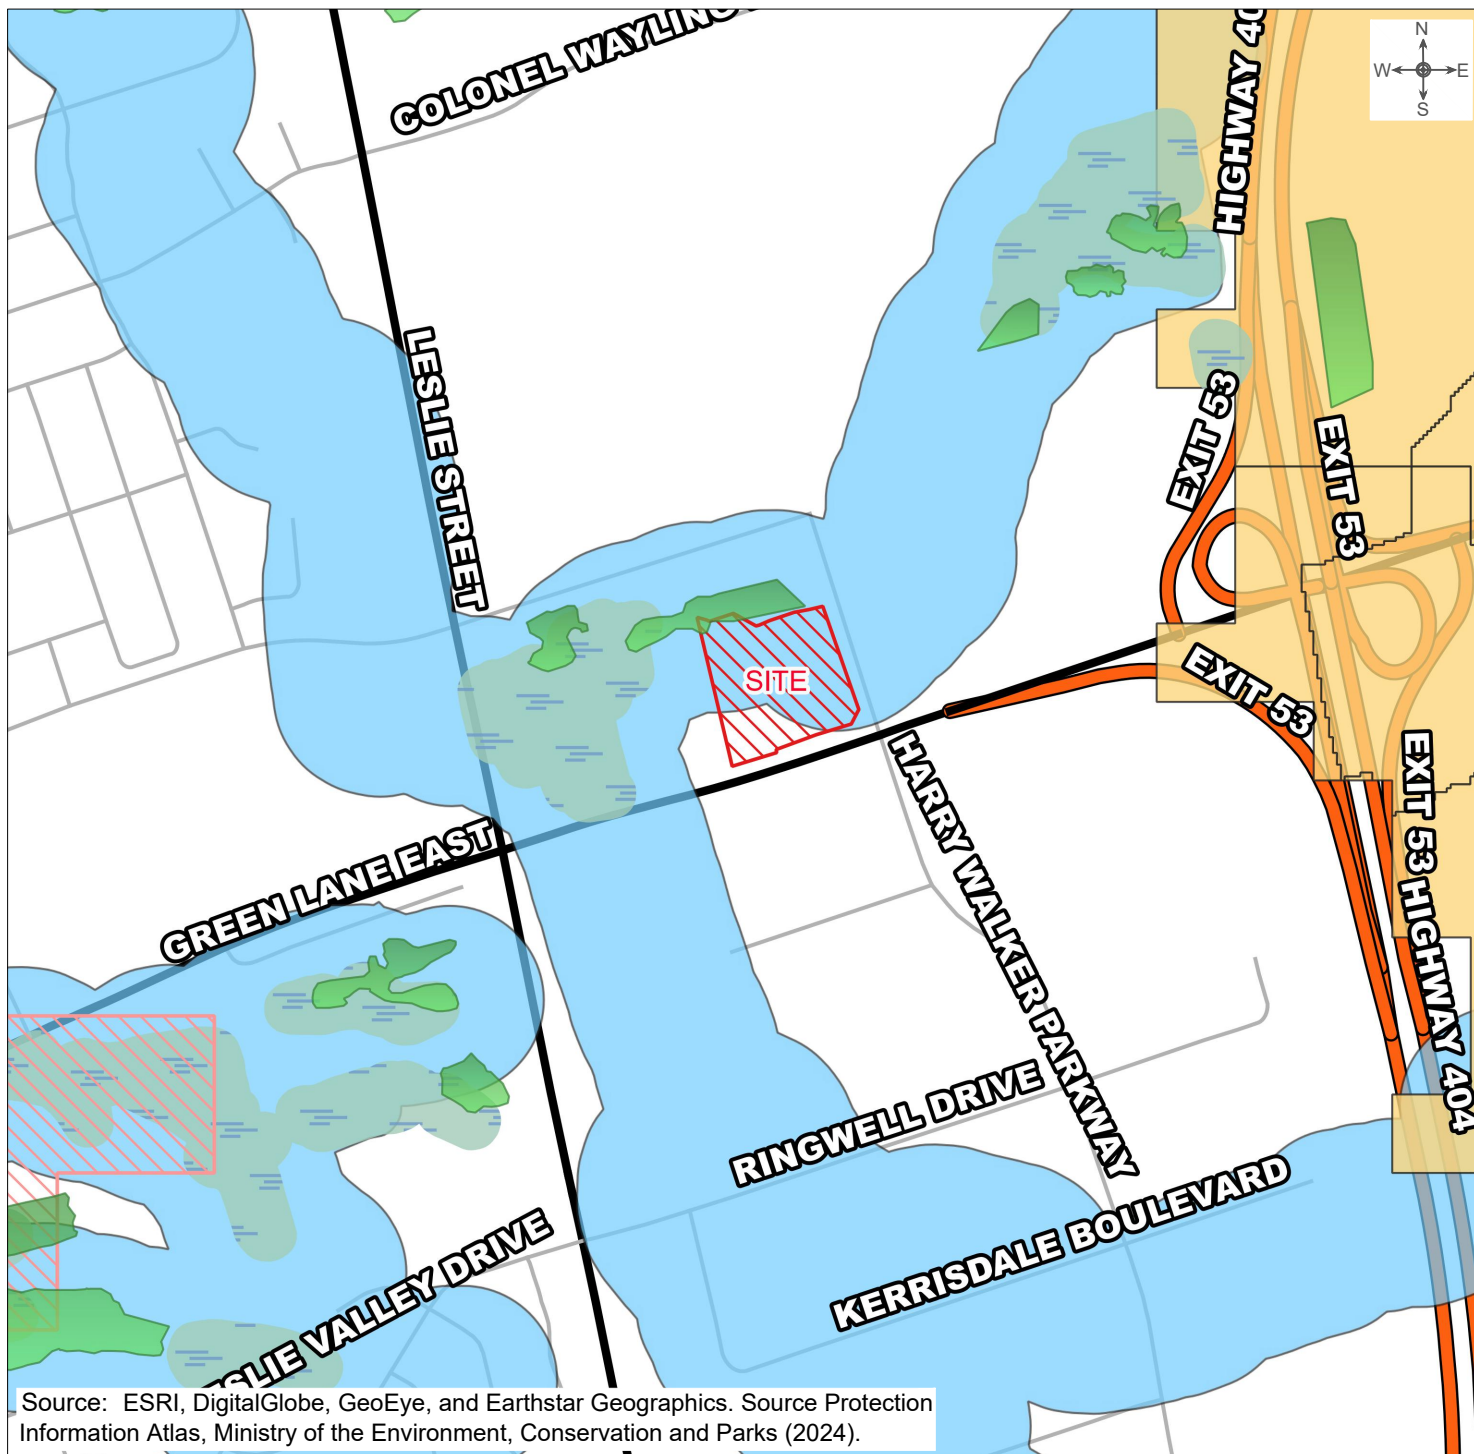 COLONEL WAYLING
HIGHWAY 40
N
W E
S
LESLIE STREET
EXIT 53
EXIT 53
SITE
EXIT 53
HARRY WALKER PARKWAY
EXIT 53
HIGHWAY 404
GREEN LANE EAST
RINGWELL DRIVE
KERRISDALE BOULEVARD
SLIE VALLEY DRIVE
Source: ESRI, DigitalGlobe, GeoEye, and Earthstar Geographics. Source Protection
Information Atlas, Ministry of the Environment, Conservation and Parks (2024).